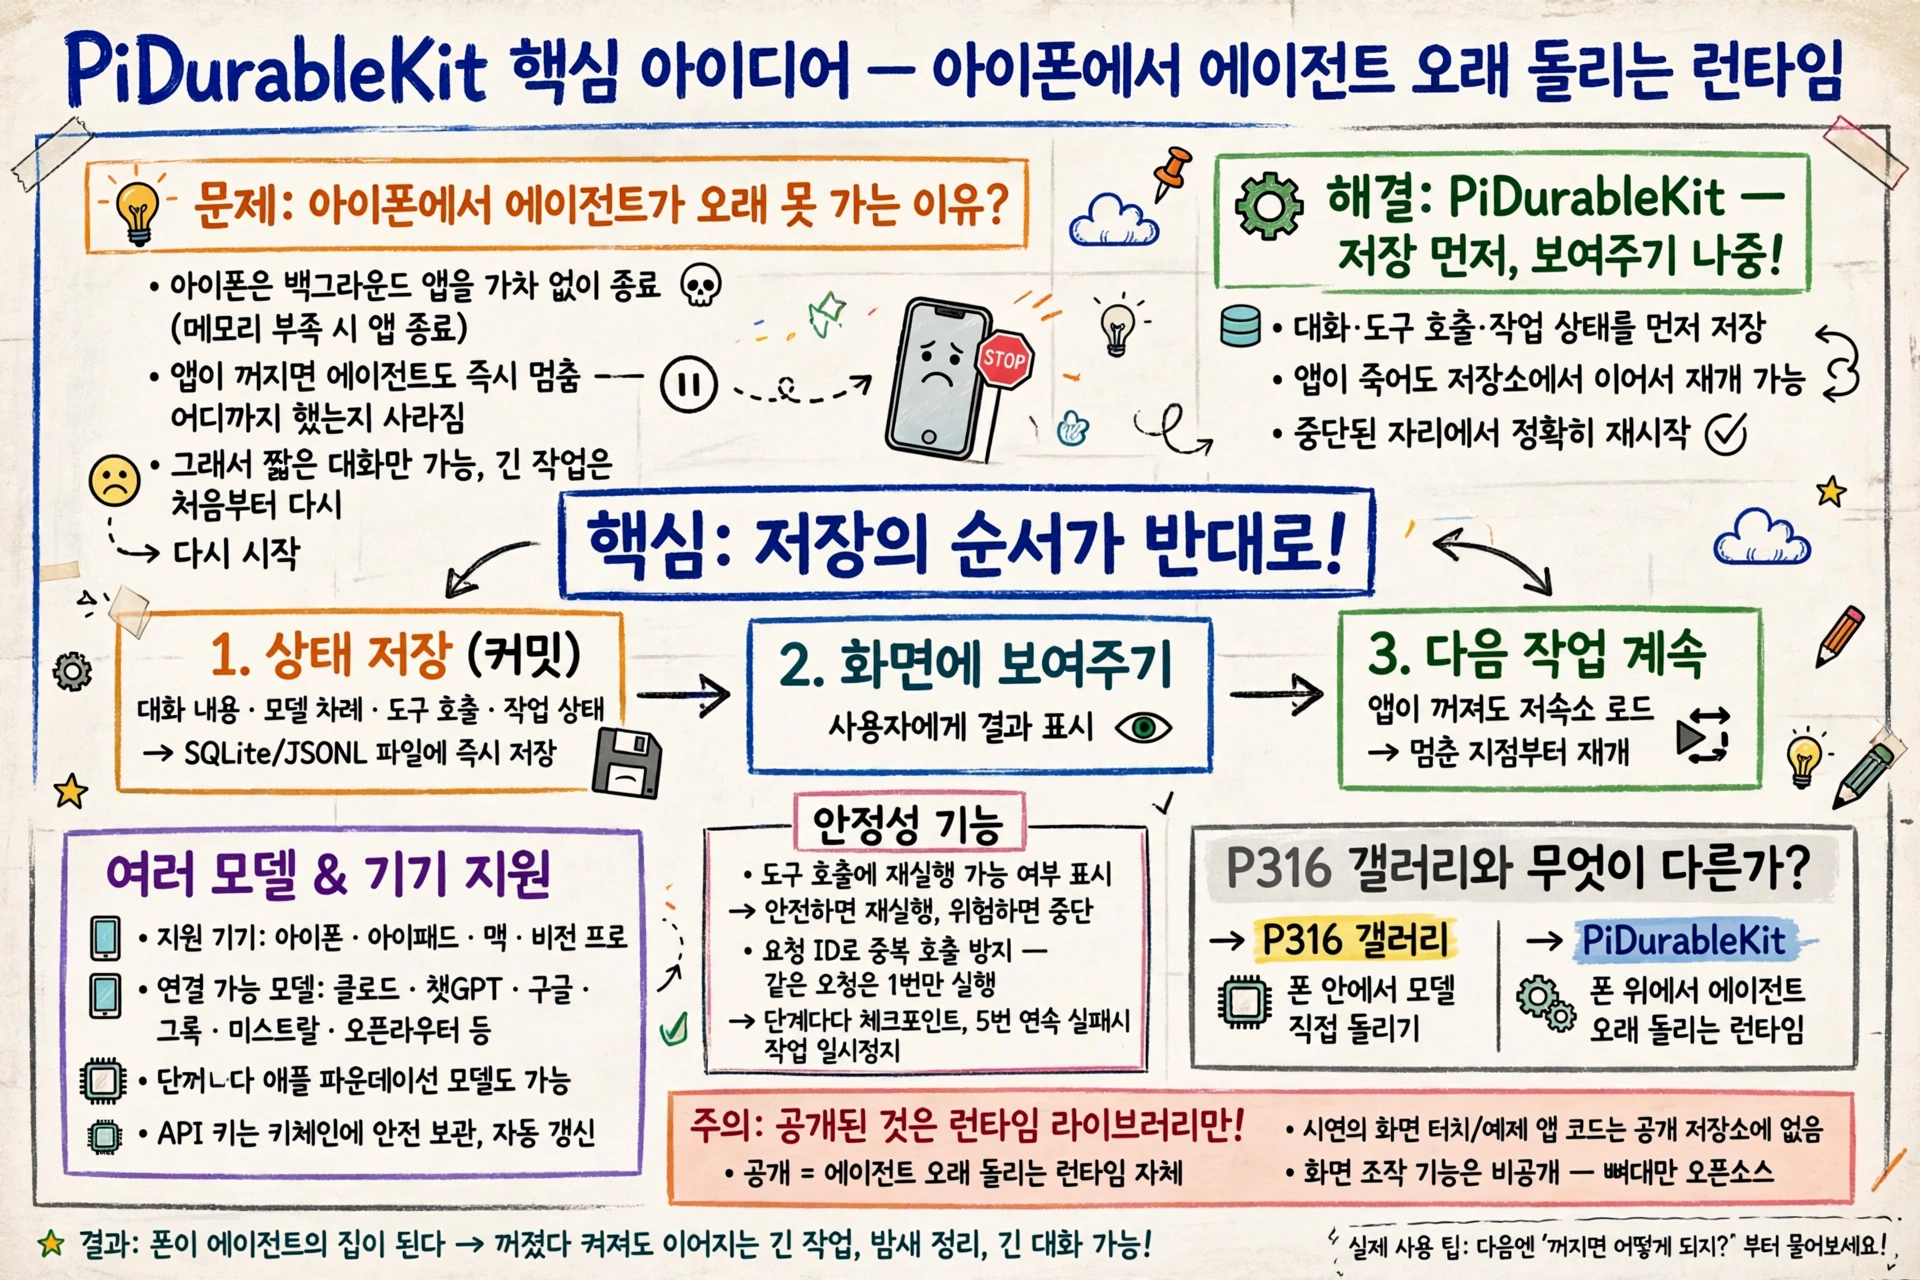 PiDurableKit 핵심 아이디어 — 아이폰에서 에이전트 오래 돌리는 런타임
문제: 아이폰에서 에이전트가 오래 못 가는 이유?
• 아이폰은 백그라운드 앱을 가차 없이 종료
(메모리 부족 시 앱 종료)
• 앱이 꺼지면 에이전트도 즉시 멈춤 —
어디까지 했는지 사라짐
• 그래서 짧은 대화만 가능, 긴 작업은
처음부터 다시
→ 다시 시작
STOP
해결: PiDurableKit —
저장 먼저, 보여주기 나중!
• 대화·도구 호출·작업 상태를 먼저 저장
• 앱이 죽어도 저장소에서 이어서 재개 가능
• 중단된 자리에서 정확히 재시작
핵심: 저장의 순서가 반대로!
1. 상태 저장 (커밋)
대화 내용 · 모델 차례 · 도구 호출 · 작업 상태
→ SQLite/JSONL 파일에 즉시 저장
2. 화면에 보여주기
사용자에게 결과 표시
3. 다음 작업 계속
앱이 꺼져도 저속소 로드
→ 멈춘 지점부터 재개
여러 모델 & 기기 지원
• 지원 기기: 아이폰 · 아이패드 · 맥 · 비전 프로
• 연결 가능 모델: 클로드 · 챗GPT · 구글 ·
그록 · 미스트랄 · 오픈라우터 등
• 애플 파운데이션 모델도 가능
• API 키는 키체인에 안전 보관, 자동 갱신
안정성 기능
• 도구 호출에 재실행 가능 여부 표시
→ 안전하면 재실행, 위험하면 중단
• 요청 ID로 중복 호출 방지 —
같은 오청은 1번만 실행
→ 단계다다 체크포인트, 5번 연속 실패시
작업 일시정지
P316 갤러리와 무엇이 다른가?
→ P316 갤러리
폰 안에서 모델
직접 돌리기
→ PiDurableKit
폰 위에서 에이전트
오래 돌리는 런타임
주의: 공개된 것은 런타임 라이브러리만!
• 공개 = 에이전트 오래 돌리는 런타임 자체
• 시연의 화면 터치/예제 앱 코드는 공개 저장소에 없음
• 화면 조작 기능은 비공개 — 뼈대만 오픈소스
결과: 폰이 에이전트의 집이 된다 → 꺼졌다 켜져도 이어지는 긴 작업, 밤새 정리, 긴 대화 가능!
실제 사용 팁: 다음엔 '꺼지면 어떻게 되지?' 부터 물어보세요!